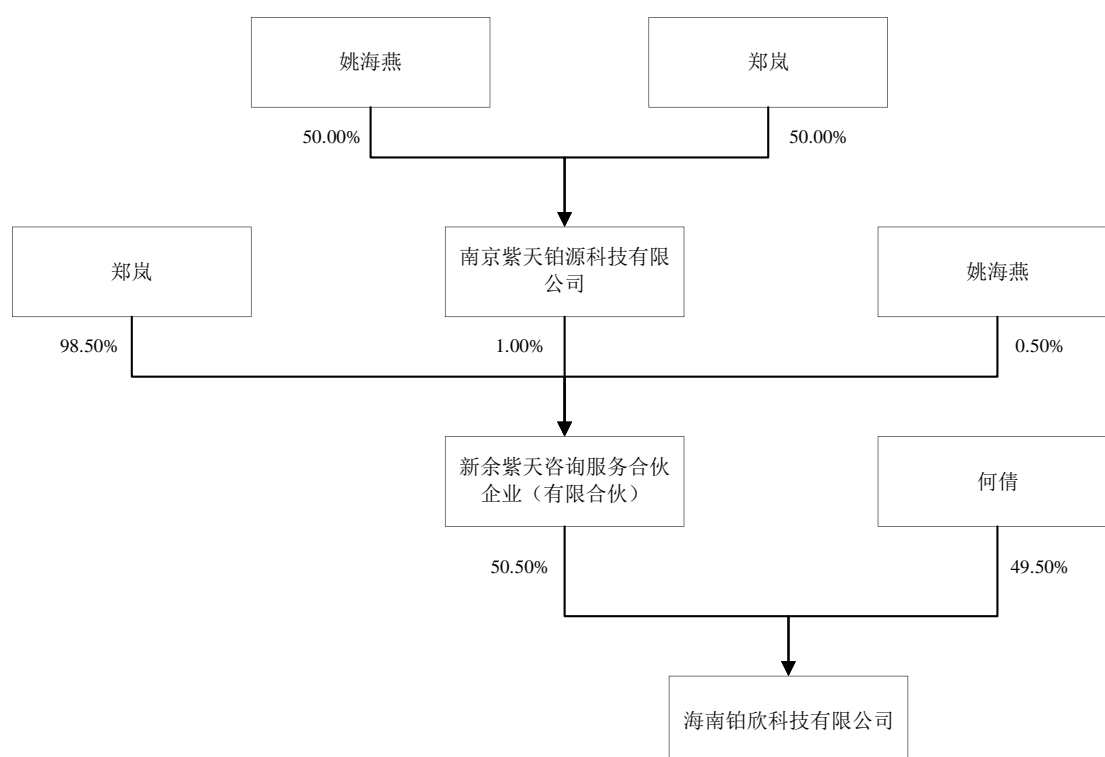 姚海燕
郑岚
50.00%
50.00%
郑岚
南京紫天铂源科技有限
公司
姚海燕
98.50%
1.00%
0.50%
新余紫天咨询服务合伙
企业（有限合伙）
何倩
50.50%
49.50%
海南铂欣科技有限公司